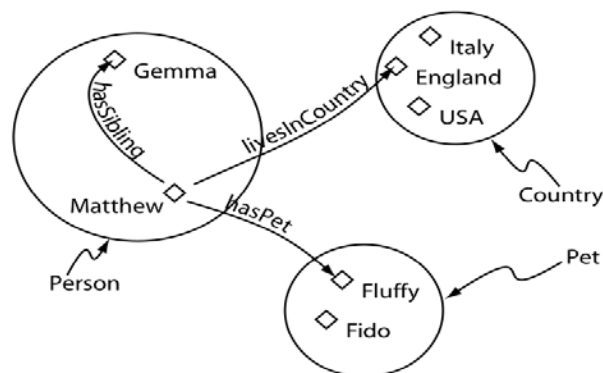 Italy
Gemma
England
hasSibling
livesInCountry
USA
Matthew
hasPet
Country
Person
Fluffy
Pet
Fido